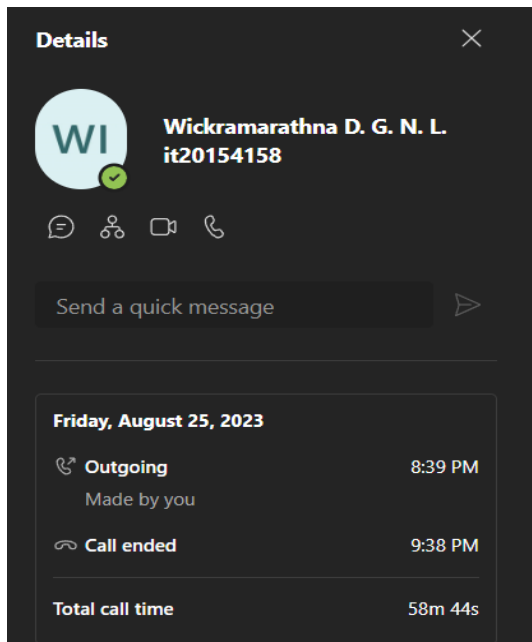 Details
WI
Wickramarathna D. G. N. L.
it20154158
Send a quick message
Friday, August 25, 2023
Outgoing 8:39 PM
Made by you
Call ended 9:38 PM
Total call time 58m 44s